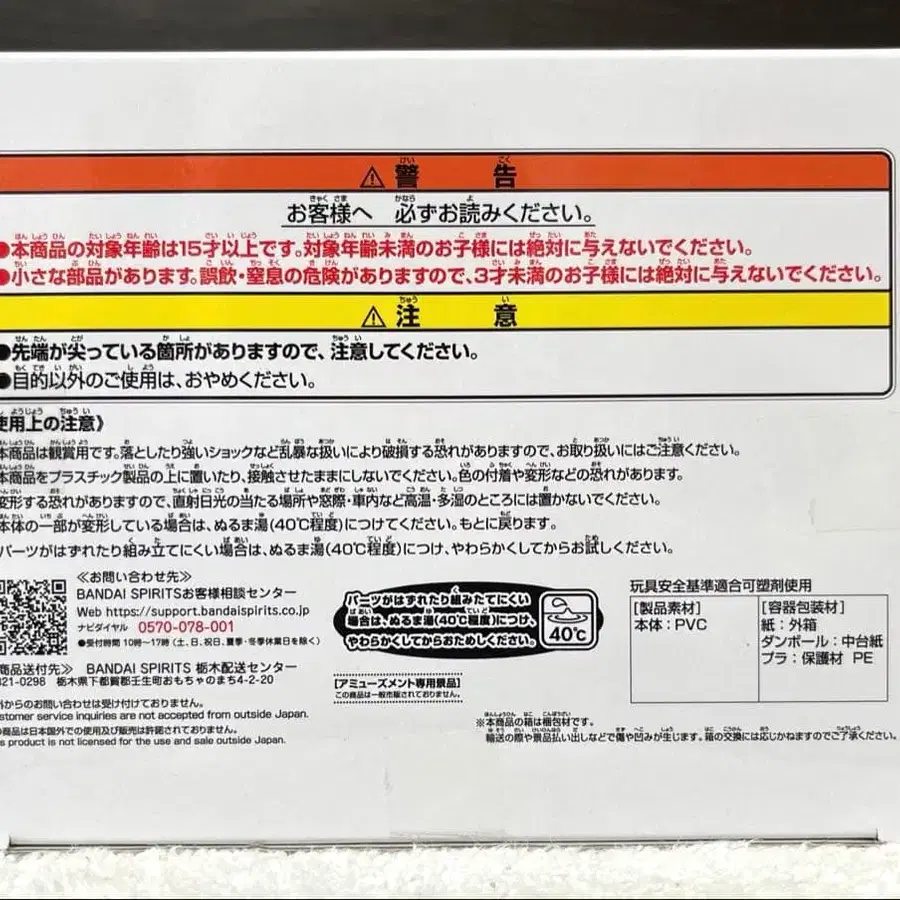 ⚠警告
お客様へ 必ずお読みください。
●本商品の対象年齢は15才以上です。対象年齢未満のお子様には絶対に与えないでください。
●小さな部品があります。誤飲・窒息の危険がありますので、3才未満のお子様には絶対に与えないでください。
⚠注意
●先端が尖っている箇所がありますので、注意してください。
●目的以外のご使用は、おやめください。
使用上の注意》
本商品は観賞用です。落としたり強いショックなど乱暴な扱いにより破損する恐れがありますので、お取り扱いにはご注意ください。
本商品をプラスチック製品の上に置いたり、接触させたままにしないでください。色の付着や変形などの恐れがあります。
変形する恐れがありますので、直射日光の当たる場所や窓際・車内など高温・多湿のところには置かないでください。
本体の一部が変形している場合は、ぬるま湯(40℃程度)につけてください。もとに戻ります。
パーツがはずれたり組み立てにくい場合は、ぬるま湯(40℃程度)につけ、やわらかくしてからお試しください。
≪お問い合わせ先≫
BANDAI SPIRITSお客様相談センター
Web https://support.bandaispirits.co.jp
ナビダイヤル 0570-078-001
●受付時間 10時〜17時(土、日、祝日、夏季・冬季休業日を除く)
商品送付先≫ BANDAI SPIRITS 栃木配送センター
321-0298 栃木県下都賀郡壬生町おもちゃのまち4-2-20
外からのお問い合わせは受け付けておりません。
stomer service inquiries are not accepted from outside Japan.
商品は日本国外での使用及び販売は許諾されておりません。
s product is not licensed for the use and sale outside Japan.
パーツがはずれたり組みたてにくい
場合は、ぬるま湯(40℃程度)につけ、
やわらかくしてからおためしください。
40℃
[アミューズメント専用景品]
この商品は一般市販されておりません。
玩具安全基準適合可塑剤使用
[製品素材]
本体：PVC
[容器包装材]
紙：外箱
ダンボール：中台紙
プラ：保護材 PE
※本商品の箱は梱包材です。
輸送の際や景品払い出しなどで傷や凹みが生じます。箱の交換には応じかねますのでご了承ください。